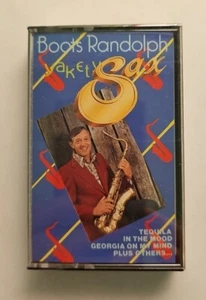 Boots Randolph
yakety
Sax
TEQUILA
IN THE MOOD
GEORGIA ON MY MIND
PLUS OTHERS...